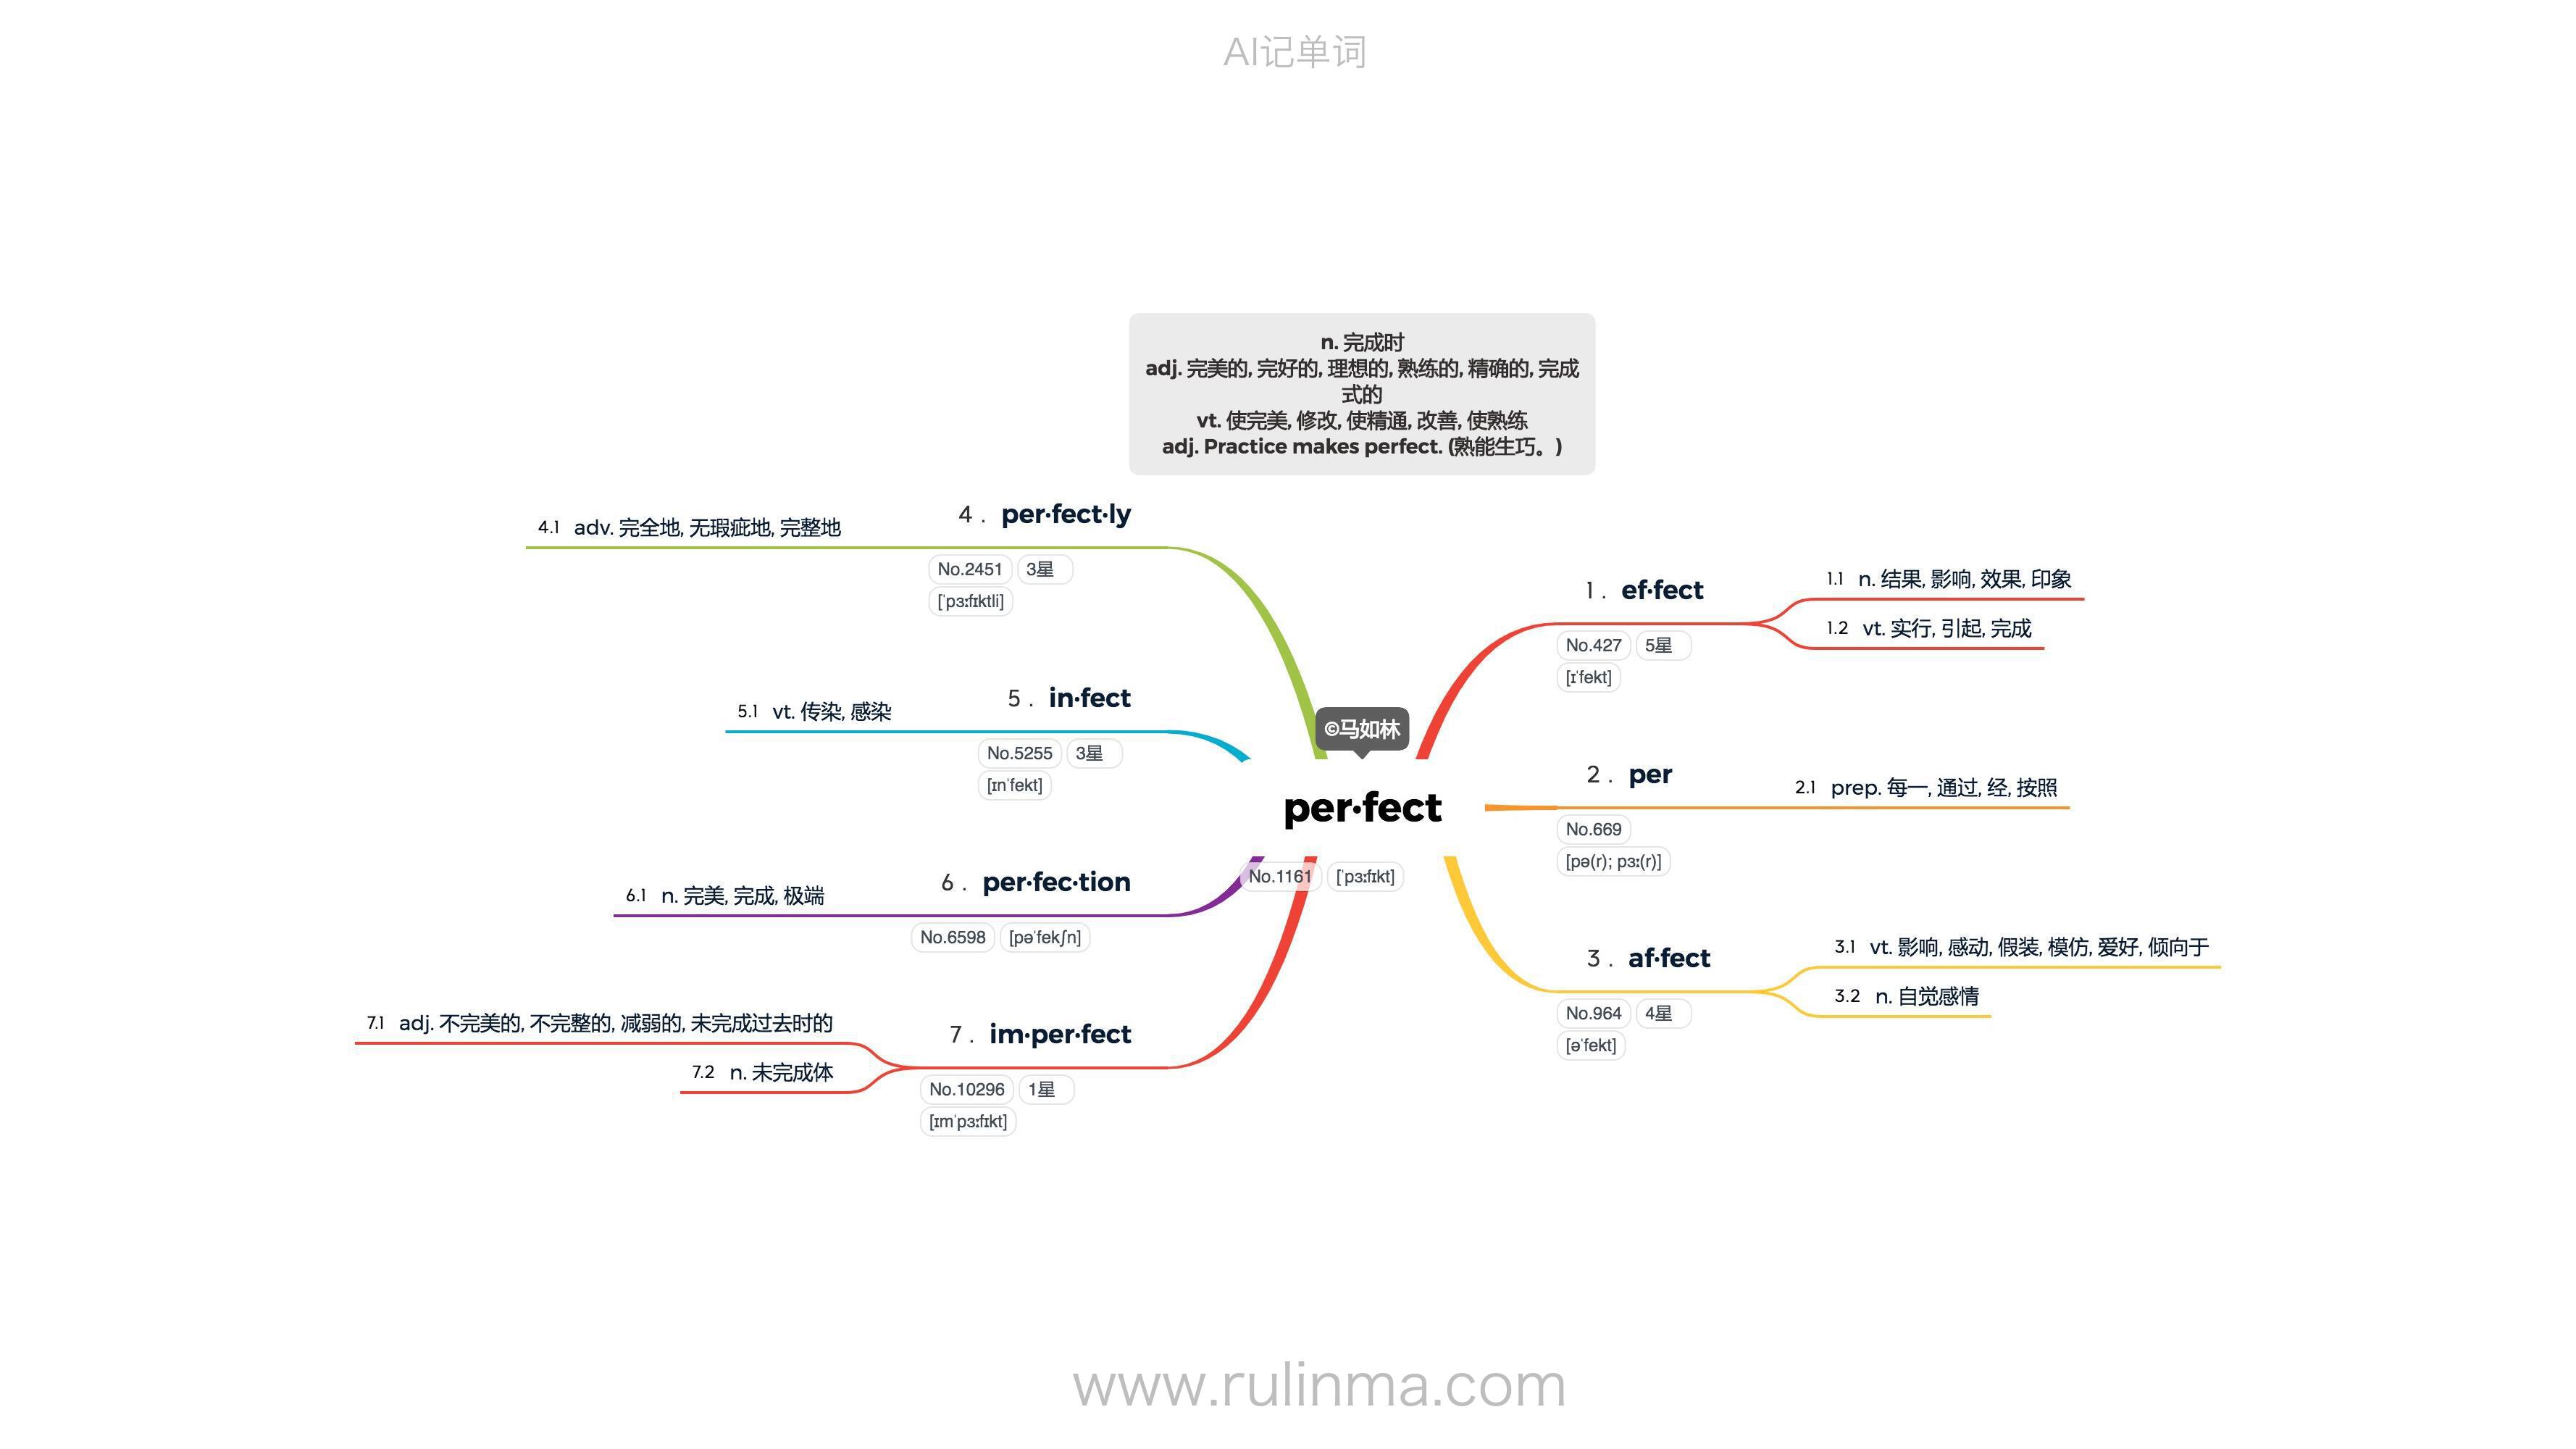 AI记单词
n. 完成时
adj. 完美的, 完好的, 理想的, 熟练的, 精确的, 完成
式的
vt. 使完美, 修改, 使精通, 改善, 使熟练
adj. Practice makes perfect. (熟能生巧。)
©马如林
per·fect
No.1161 [ˈpɜːfɪkt]
1 . ef·fect
No.427 5星
[ɪˈfekt]
1.1 n. 结果, 影响, 效果, 印象
1.2 vt. 实行, 引起, 完成
2 . per
No.669
[pə(r); pɜː(r)]
2.1 prep. 每一, 通过, 经, 按照
3 . af·fect
No.964 4星
[əˈfekt]
3.1 vt. 影响, 感动, 假装, 模仿, 爱好, 倾向于
3.2 n. 自觉感情
4 . per·fect·ly
No.2451 3星
[ˈpɜːfɪktli]
4.1 adv. 完全地, 无瑕疵地, 完整地
5 . in·fect
No.5255 3星
[ɪnˈfekt]
5.1 vt. 传染, 感染
6 . per·fec·tion
No.6598 [pəˈfekʃn]
6.1 n. 完美, 完成, 极端
7 . im·per·fect
No.10296 1星
[ɪmˈpɜːfɪkt]
7.1 adj. 不完美的, 不完整的, 减弱的, 未完成过去时的
7.2 n. 未完成体
www.rulinma.com